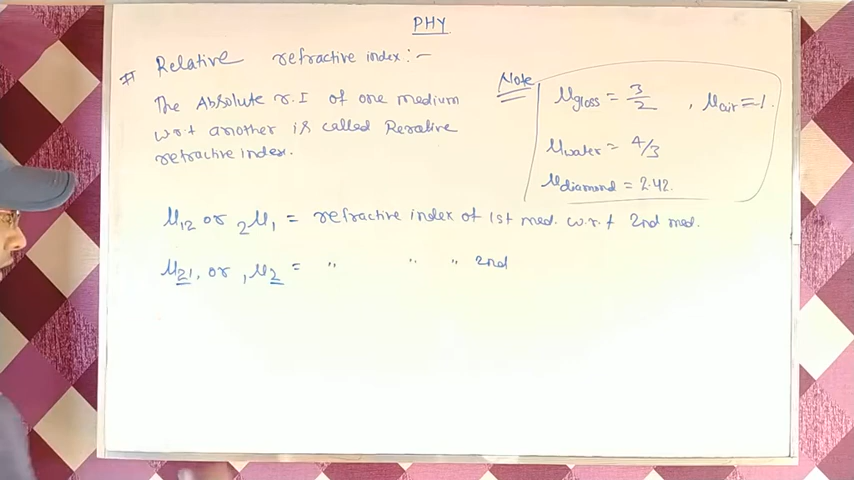 PHY
# Relative refractive index:-
The Absolute r.I of one medium
w.r.t another is called Relative
refractive index.
Note
μglass = 3/2 , μair = 1.
μwater = 4/3
μdiamond = 2.42.
μ12 or 2μ1 = refractive index of 1st med. w.r.t 2nd med.
μ21, or 1μ2 = " " " 2nd